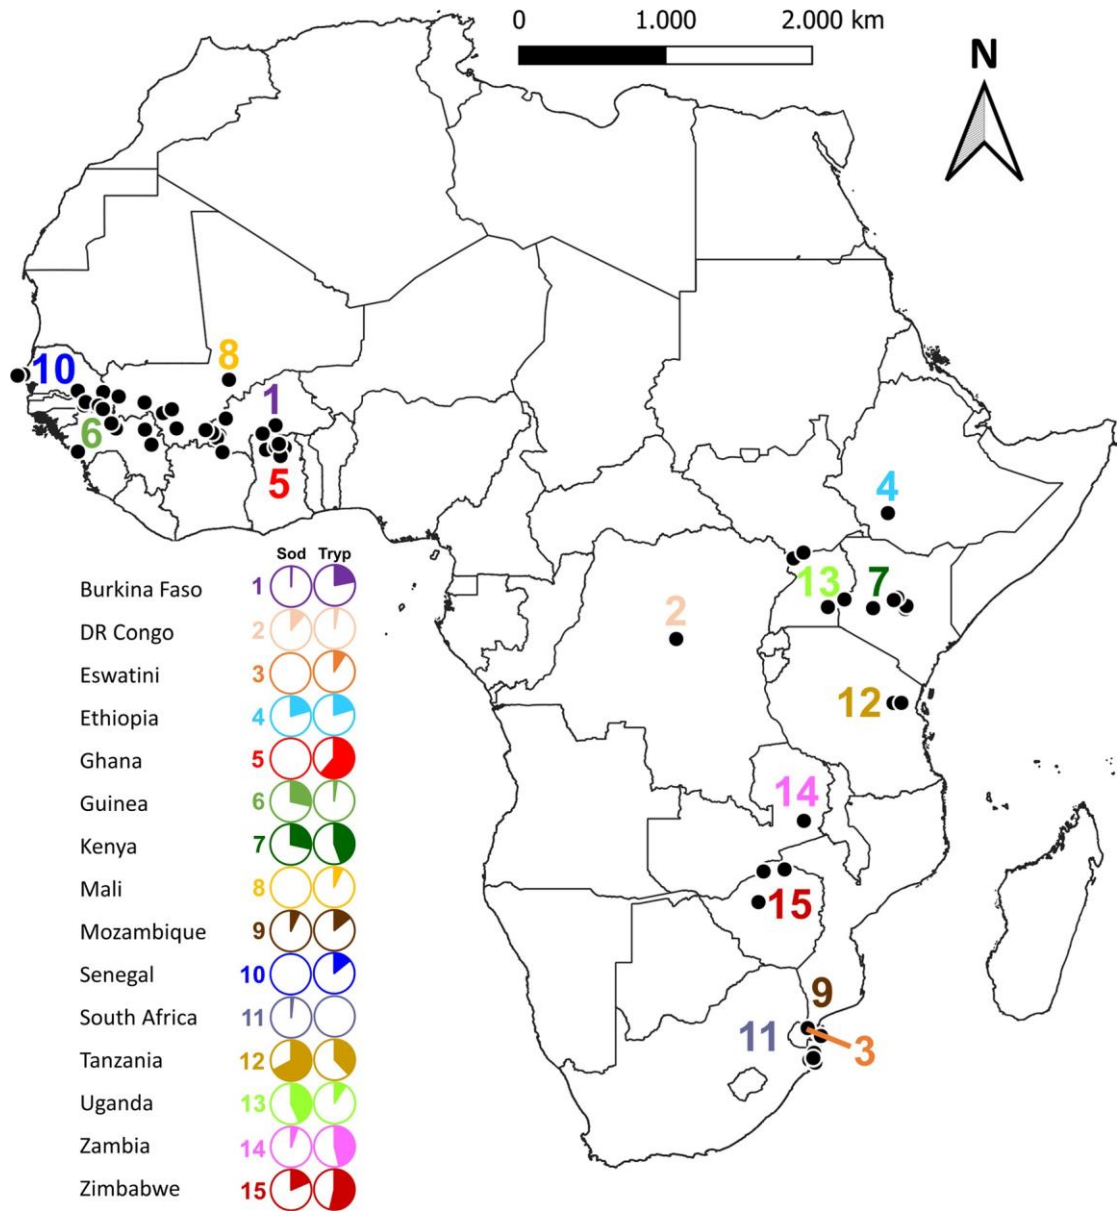 0 1.000 2.000 km
N
10
8
1
6
5
4
13
7
2
12
14
15
9
11
3
Sod Tryp
Burkina Faso 1
DR Congo 2
Eswatini 3
Ethiopia 4
Ghana 5
Guinea 6
Kenya 7
Mali 8
Mozambique 9
Senegal 10
South Africa 11
Tanzania 12
Uganda 13
Zambia 14
Zimbabwe 15